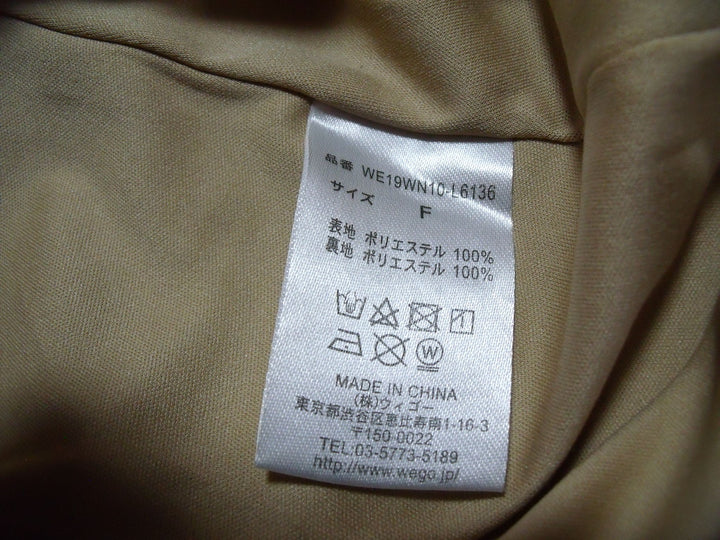 品番 WE19WN10-L6136
サイズ F
表地 ポリエステル 100%
裏地 ポリエステル 100%
W
MADE IN CHINA
(株)ウィゴー
東京都渋谷区恵比寿南1-16-3
〒150-0022
TEL:03-5773-5189
http://www.wego.jp/